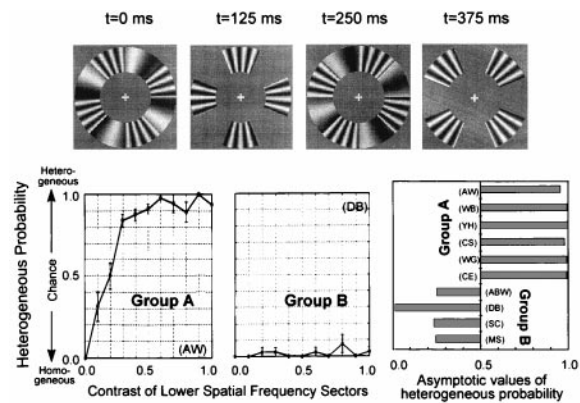 t=0 ms
t=125 ms
t=250 ms
t=375 ms
Heterogeneous Probability
Hetero-
geneous
Chance
Homo-
geneous
1.0
0.5
0.0
Group A
(AW)
0.0
0.5
1.0
(DB)
Group B
0.0
0.5
1.0
Contrast of Lower Spatial Frequency Sectors
Group A
(AW)
(WB)
(YH)
(CS)
(WG)
(CE)
(ABW)
(DB)
(SC)
(MS)
Group B
0.0
0.5
1.0
Asymptotic values of
heterogeneous probability